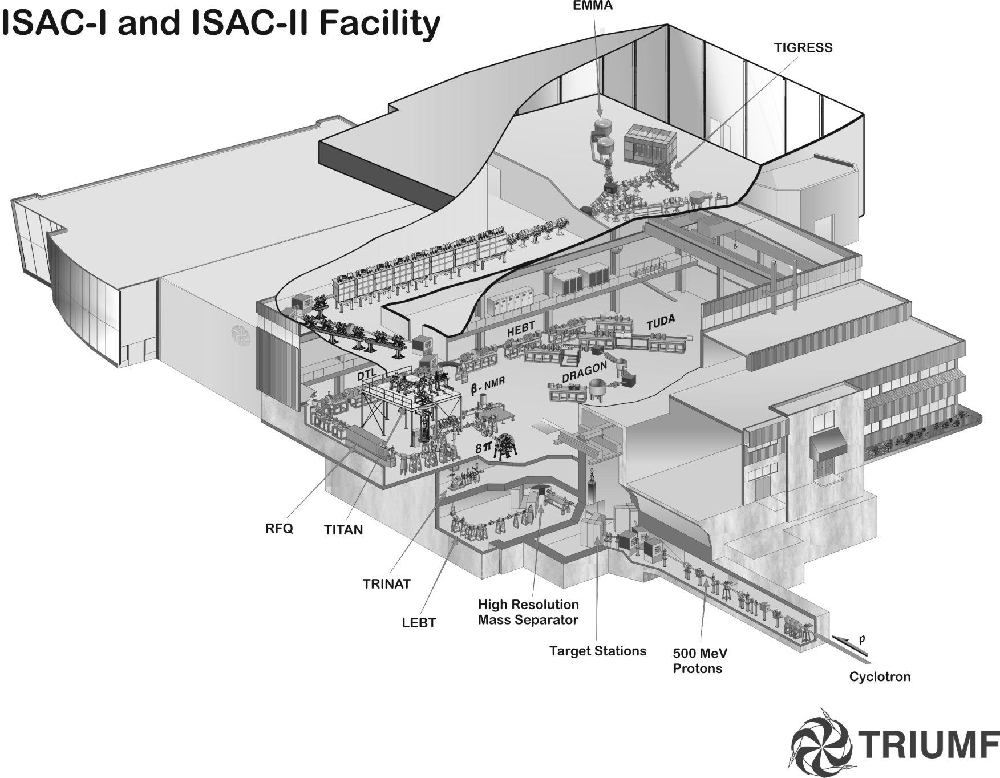 ISAC-I and ISAC-II Facility
EMMA
TIGRESS
HEBT
TUDA
DTL
DRAGON
β - NMR
8π
RFQ
TITAN
TRINAT
LEBT
High Resolution
Mass Separator
Target Stations
500 MeV
Protons
p
Cyclotron
TRIUMF